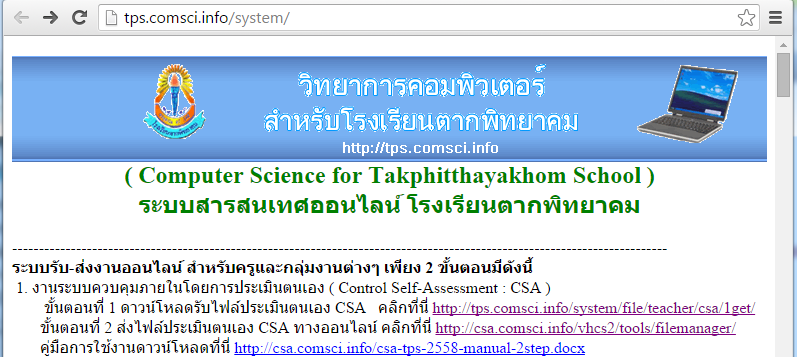 tps.comsci.info/system/
วิทยาการคอมพิวเตอร์
สำหรับโรงเรียนตากพิทยาคม
http://tps.comsci.info
( Computer Science for Takphitthayakhom School )
ระบบสารสนเทศออนไลน์ โรงเรียนตากพิทยาคม
ระบบรับ-ส่งงานออนไลน์ สำหรับครูและกลุ่มงานต่างๆ เพียง 2 ขั้นตอนมีดังนี้
1. งานระบบควบคุมภายในโดยการประเมินตนเอง ( Control Self-Assessment : CSA )
ขั้นตอนที่ 1 ดาวน์โหลดรับไฟล์ประเมินตนเอง CSA คลิกที่นี่ http://tps.comsci.info/system/file/teacher/csa/1get/
ขั้นตอนที่ 2 ส่งไฟล์ประเมินตนเอง CSA ทางออนไลน์ คลิกที่นี่ http://csa.comsci.info/vhcs2/tools/filemanager/
คู่มือการใช้งานดาวน์โหลดที่นี่ http://csa.comsci.info/csa-tps-2558-manual-2step.docx